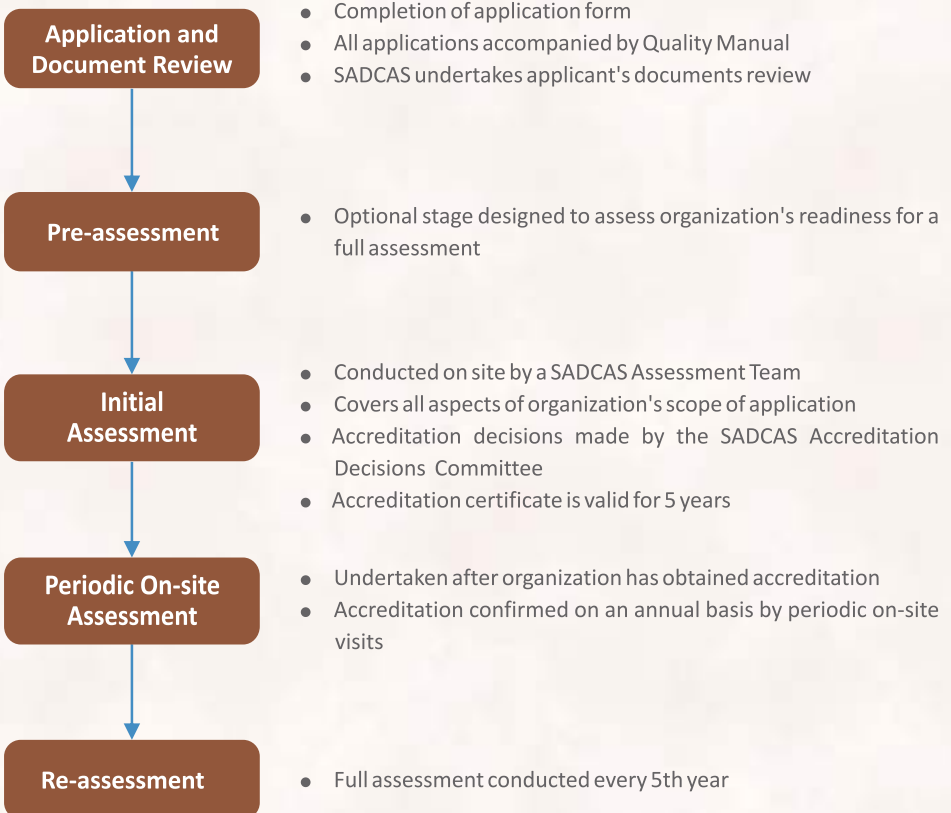 Application and
Document Review
• Completion of application form
• All applications accompanied by Quality Manual
• SADCAS undertakes applicant's documents review
Pre-assessment
• Optional stage designed to assess organization's readiness for a
full assessment
Initial
Assessment
• Conducted on site by a SADCAS Assessment Team
• Covers all aspects of organization's scope of application
• Accreditation decisions made by the SADCAS Accreditation
Decisions Committee
• Accreditation certificate is valid for 5 years
Periodic On-site
Assessment
• Undertaken after organization has obtained accreditation
• Accreditation confirmed on an annual basis by periodic on-site
visits
Re-assessment
• Full assessment conducted every 5th year